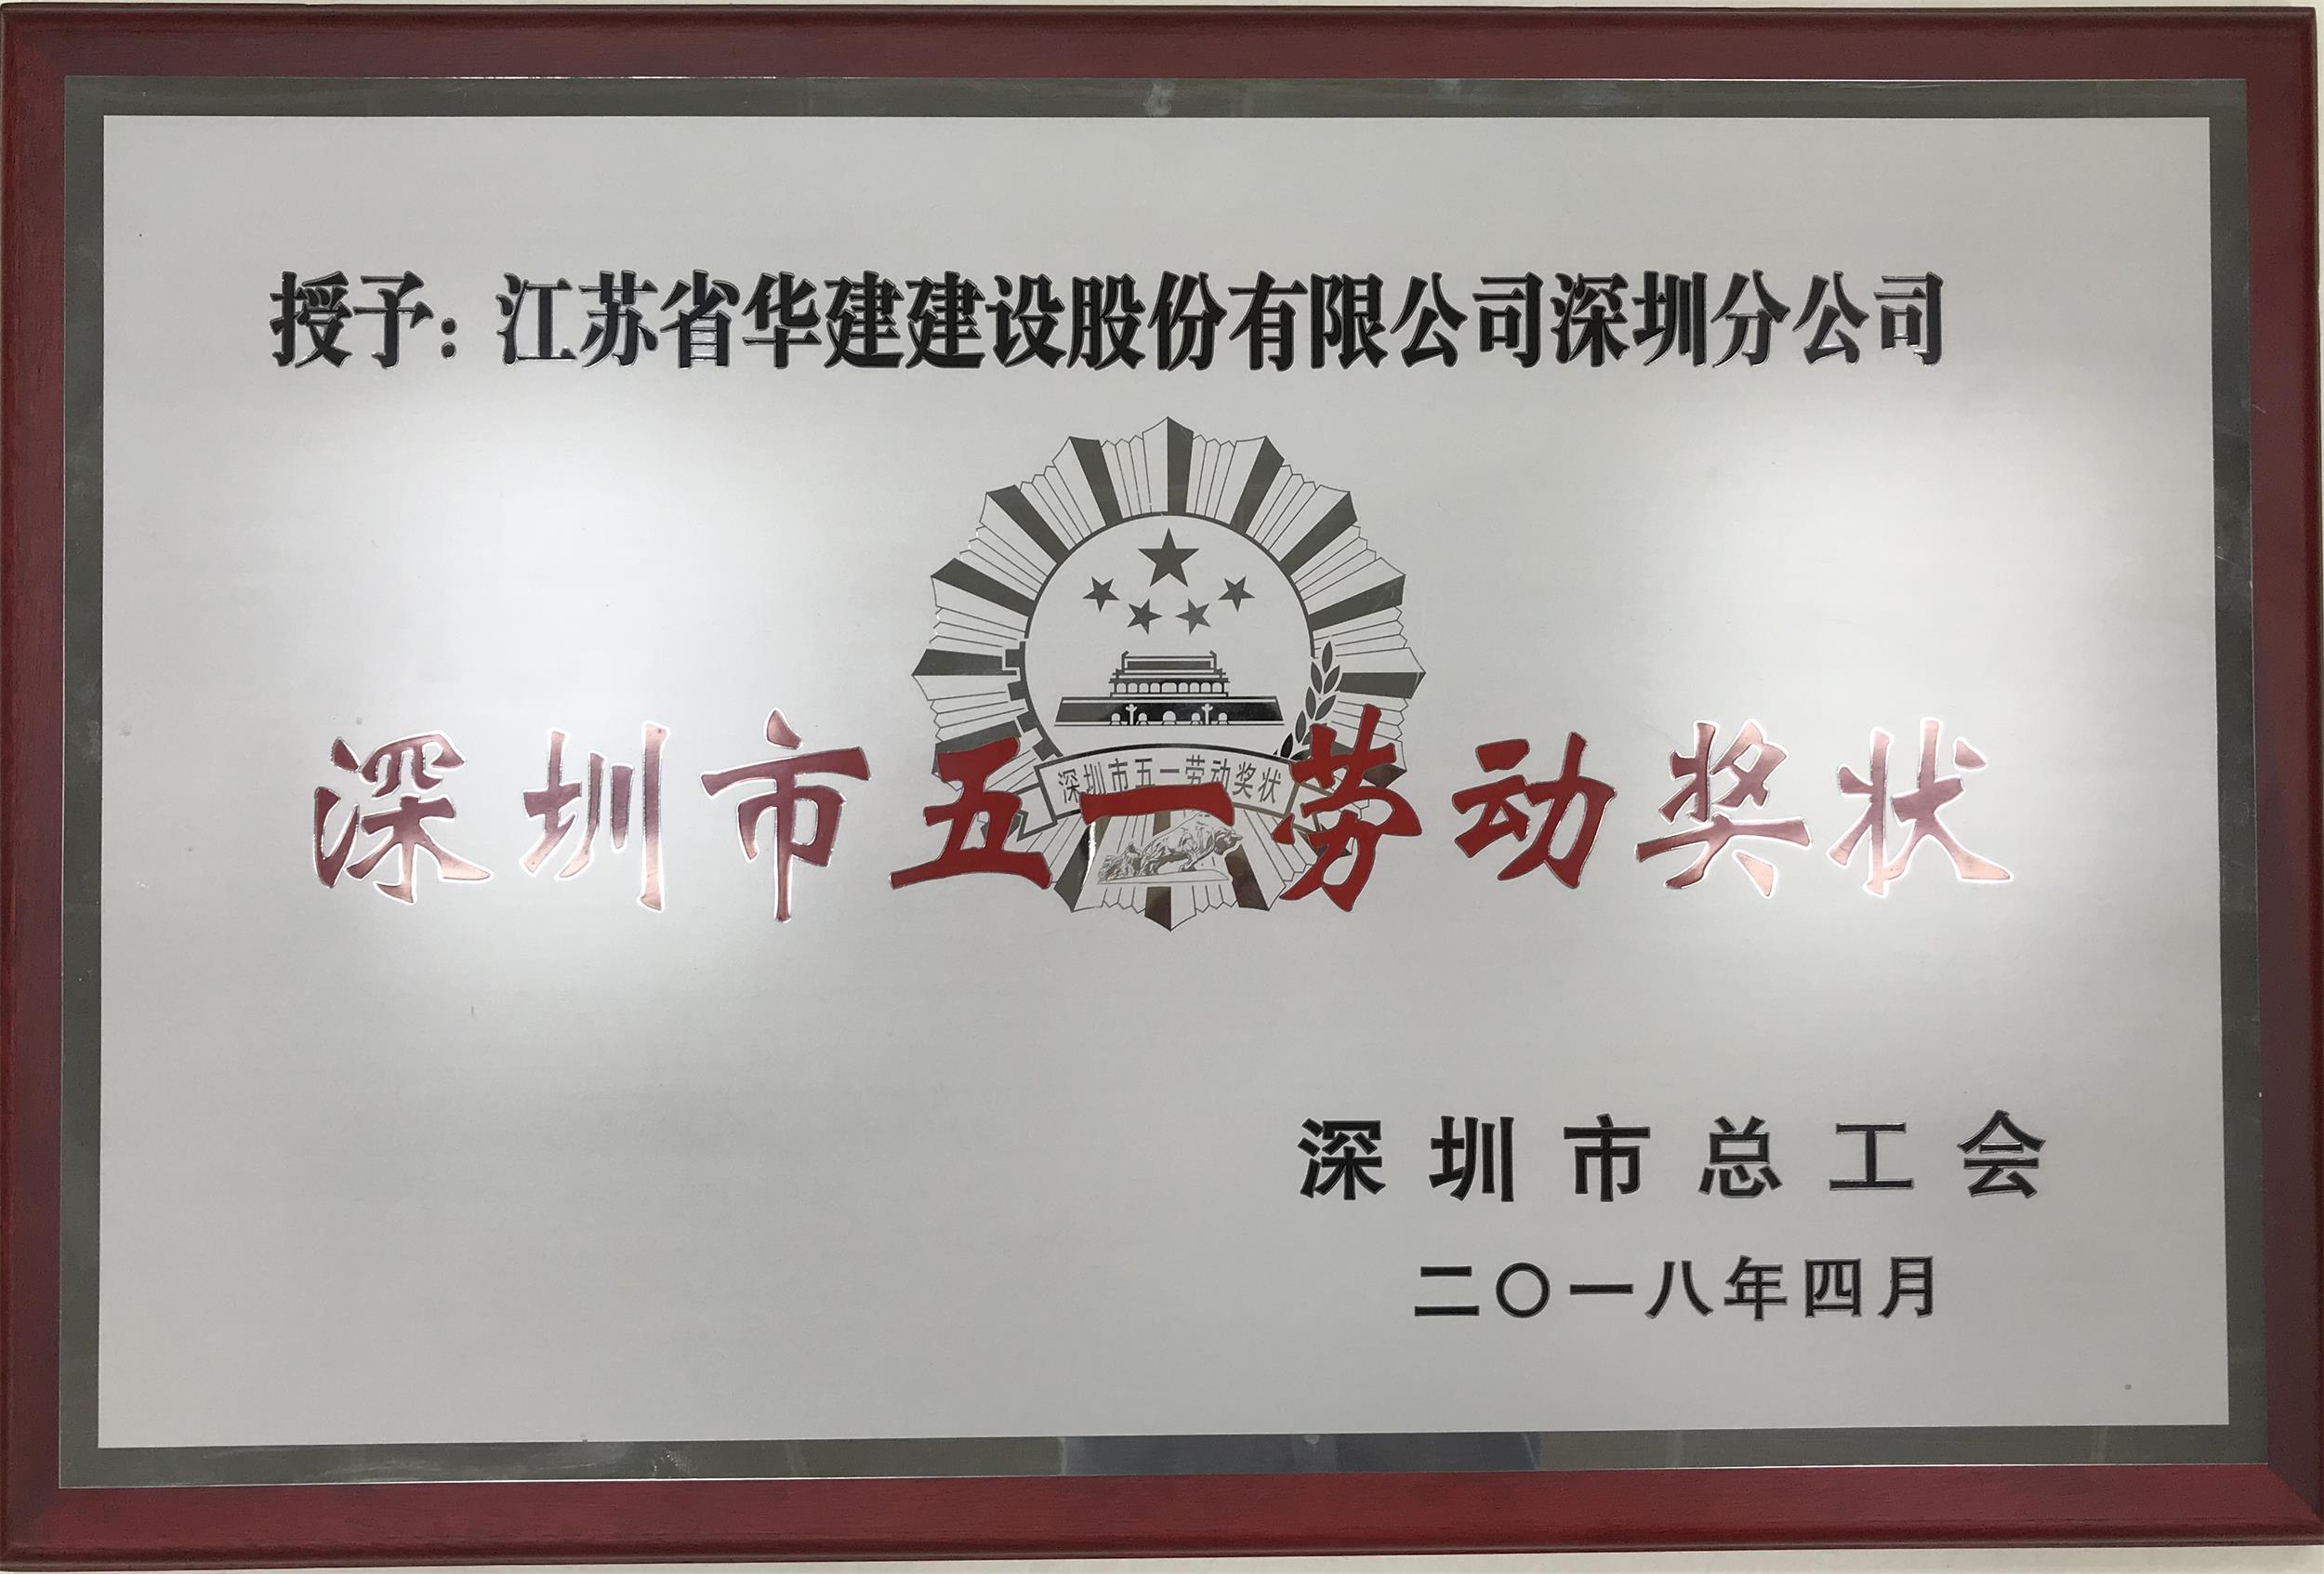 授予：江苏省华建建设股份有限公司深圳分公司
深圳市五一劳动奖状
深圳市五一劳动奖状
深圳市总工会
二〇一八年四月